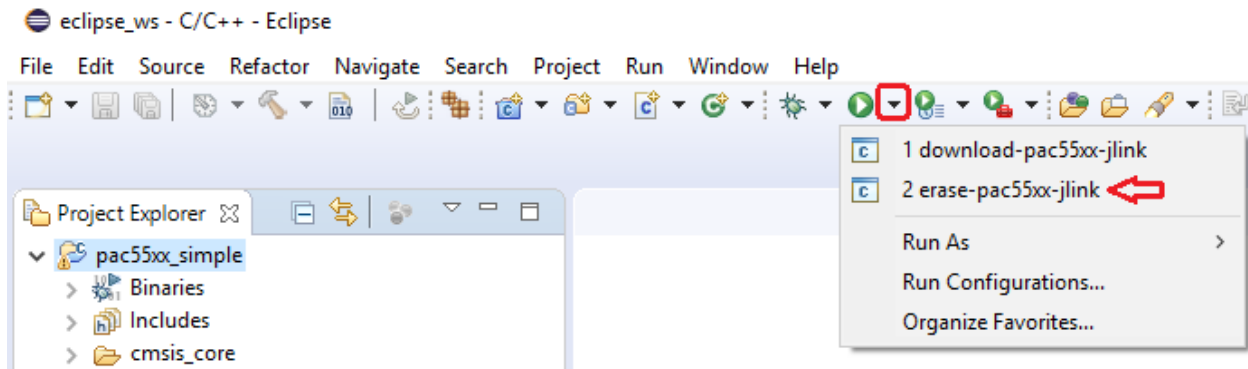 eclipse_ws - C/C++ - Eclipse
File Edit Source Refactor Navigate Search Project Run Window Help
1 download-pac55xx-jlink
2 erase-pac55xx-jlink
Project Explorer
Run As
pac55xx_simple
Binaries
Run Configurations...
Includes
Organize Favorites...
cmsis_core